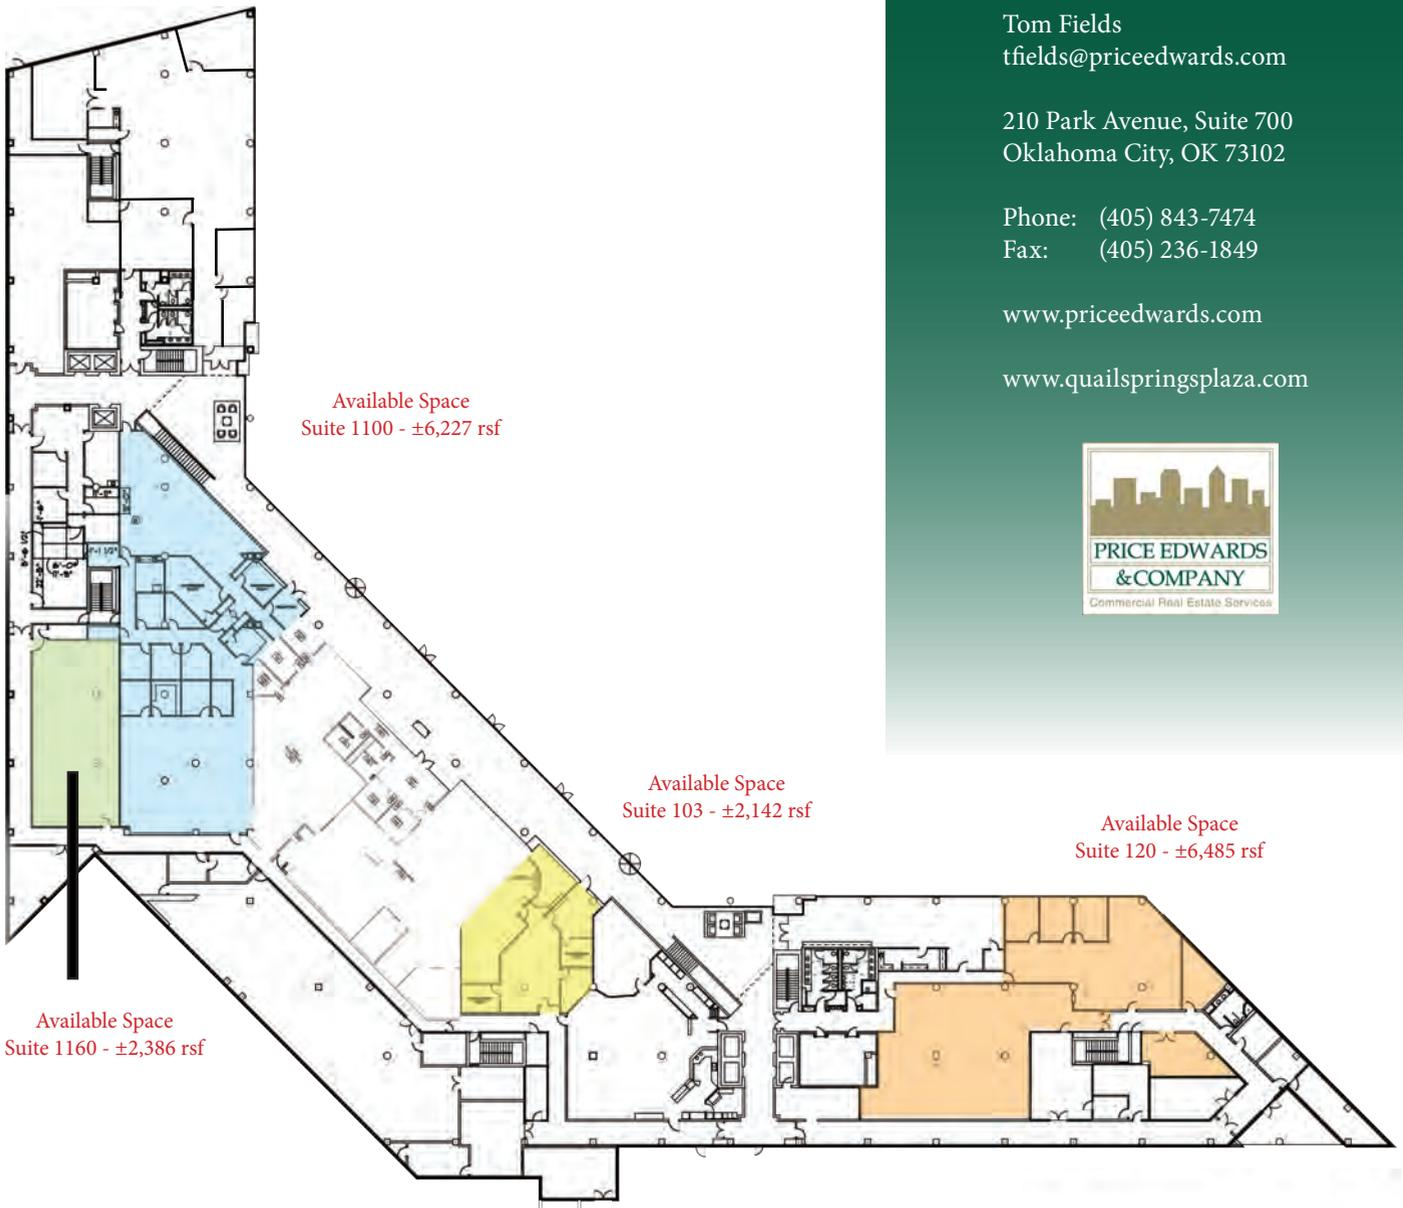 Tom Fields
tfields@priceedwards.com
210 Park Avenue, Suite 700
Oklahoma City, OK 73102
Phone: (405) 843-7474
Fax: (405) 236-1849
www.priceedwards.com
www.quailspringsplaza.com
PRICE EDWARDS
&COMPANY
Commercial Real Estate Services
Available Space
Suite 1100 - ±6,227 rsf
Available Space
Suite 103 - ±2,142 rsf
Available Space
Suite 120 - ±6,485 rsf
Available Space
Suite 1160 - ±2,386 rsf